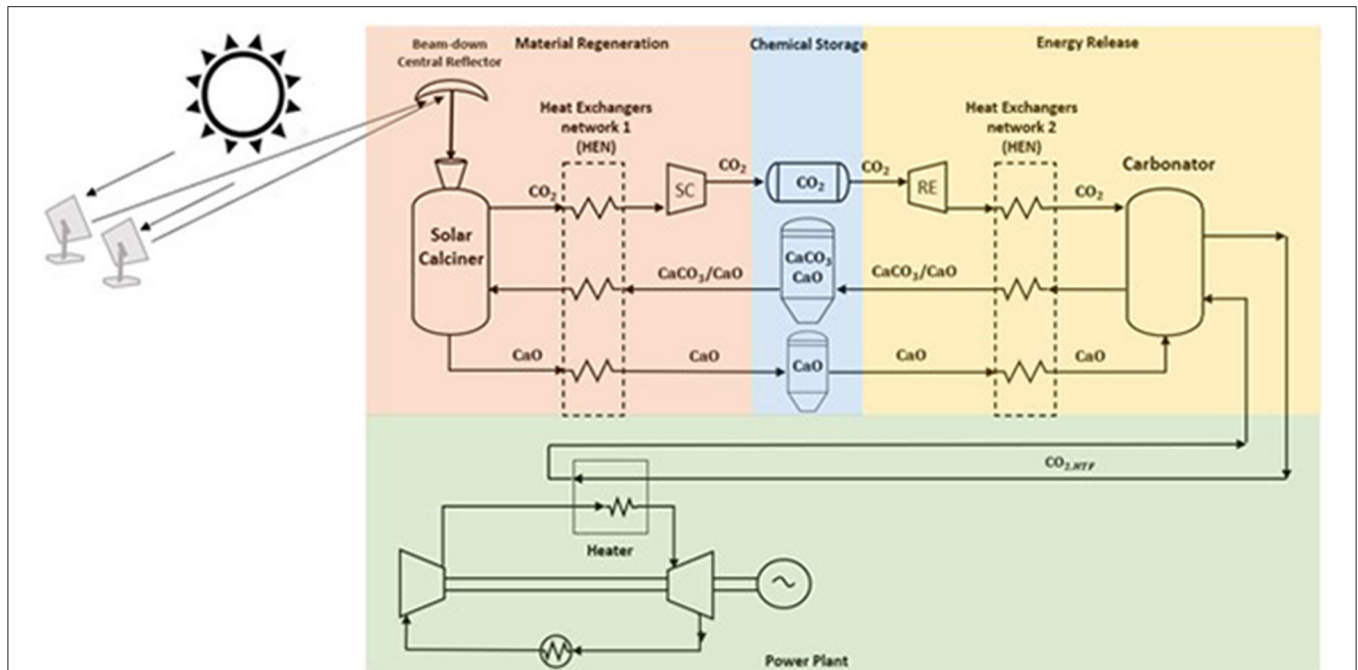 Beam-down
Central Reflector
Material Regeneration
Chemical Storage
Energy Release
Heat Exchangers
network 1
(HEN)
Heat Exchangers
network 2
(HEN)
Carbonator
CO₂
SC
CO₂
CO₂
CO₂
RE
CO₂
Solar
Calciner
CaCO₃/CaO
CaCO₃
CaO
CaCO₃/CaO
CaO
CaO
CaO
CaO
CaO
CO₂,HTF
Heater
Power Plant